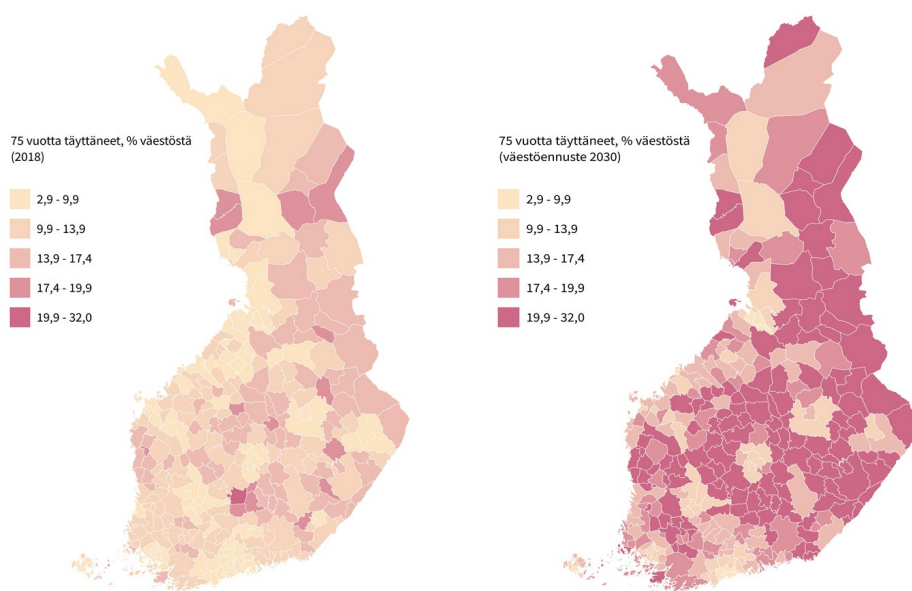 75 vuotta täyttäneet, % väestöstä
(2018)
2,9 - 9,9
9,9 - 13,9
13,9 - 17,4
17,4 - 19,9
19,9 - 32,0
75 vuotta täyttäneet, % väestöstä
(väestöennuste 2030)
2,9 - 9,9
9,9 - 13,9
13,9 - 17,4
17,4 - 19,9
19,9 - 32,0